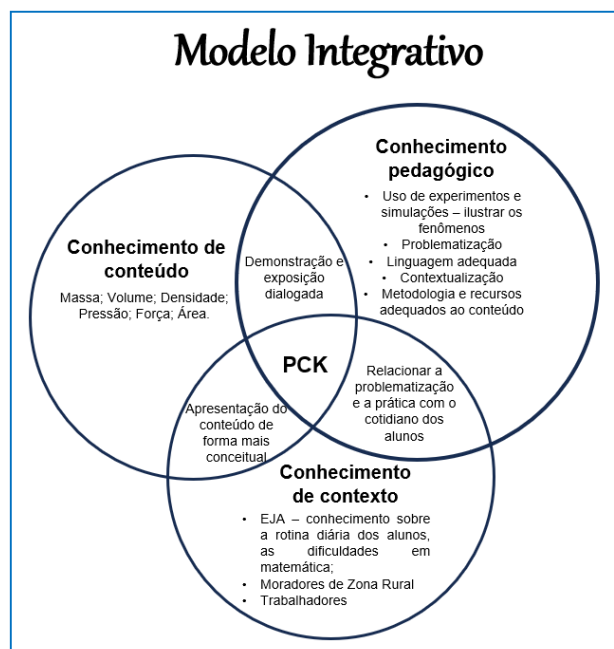 Modelo Integrativo
Conhecimento
pedagógico
• Uso de experimentos e
simulações – ilustrar os
fenômenos
• Problematização
• Linguagem adequada
• Contextualização
• Metodologia e recursos
adequados ao conteúdo
Conhecimento de
conteúdo
Massa; Volume; Densidade;
Pressão; Força; Área.
Demonstração e
exposição
dialogada
PCK
Relacionar a
problematização
e a prática com o
cotidiano dos
alunos
Apresentação do
conteúdo de
forma mais
conceitual
Conhecimento
de contexto
• EJA – conhecimento sobre
a rotina diária dos alunos,
as dificuldades em
matemática;
• Moradores de Zona Rural
• Trabalhadores